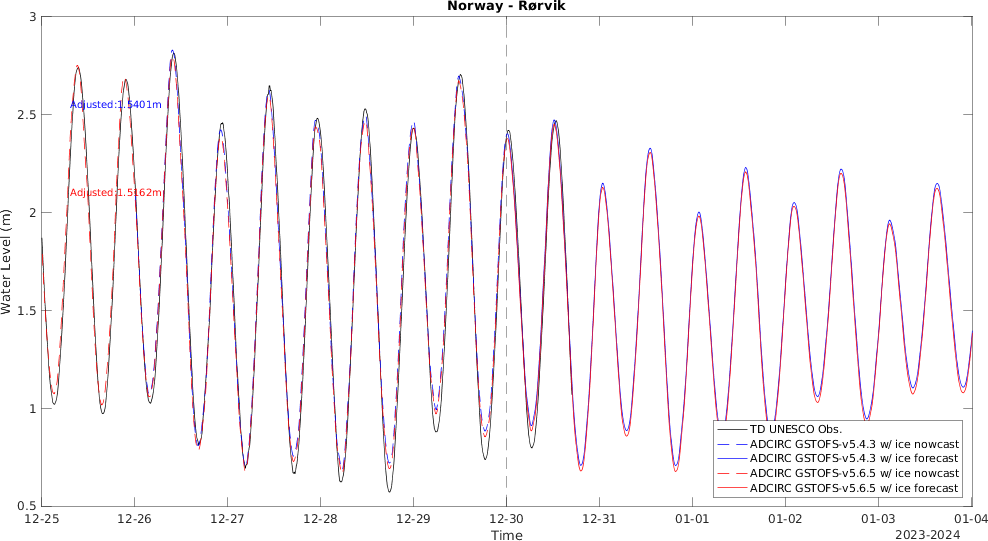 Norway - Rørvik
3
2.5
2
1.5
1
0.5
Water Level (m)
Adjusted:1.5401m
Adjusted:1.5162m
TD UNESCO Obs.
ADCIRC GSTOFS-v5.4.3 w/ ice nowcast
ADCIRC GSTOFS-v5.4.3 w/ ice forecast
ADCIRC GSTOFS-v5.6.5 w/ ice nowcast
ADCIRC GSTOFS-v5.6.5 w/ ice forecast
12-25 12-26 12-27 12-28 12-29 12-30 12-31 01-01 01-02 01-03 01-04
Time
2023-2024